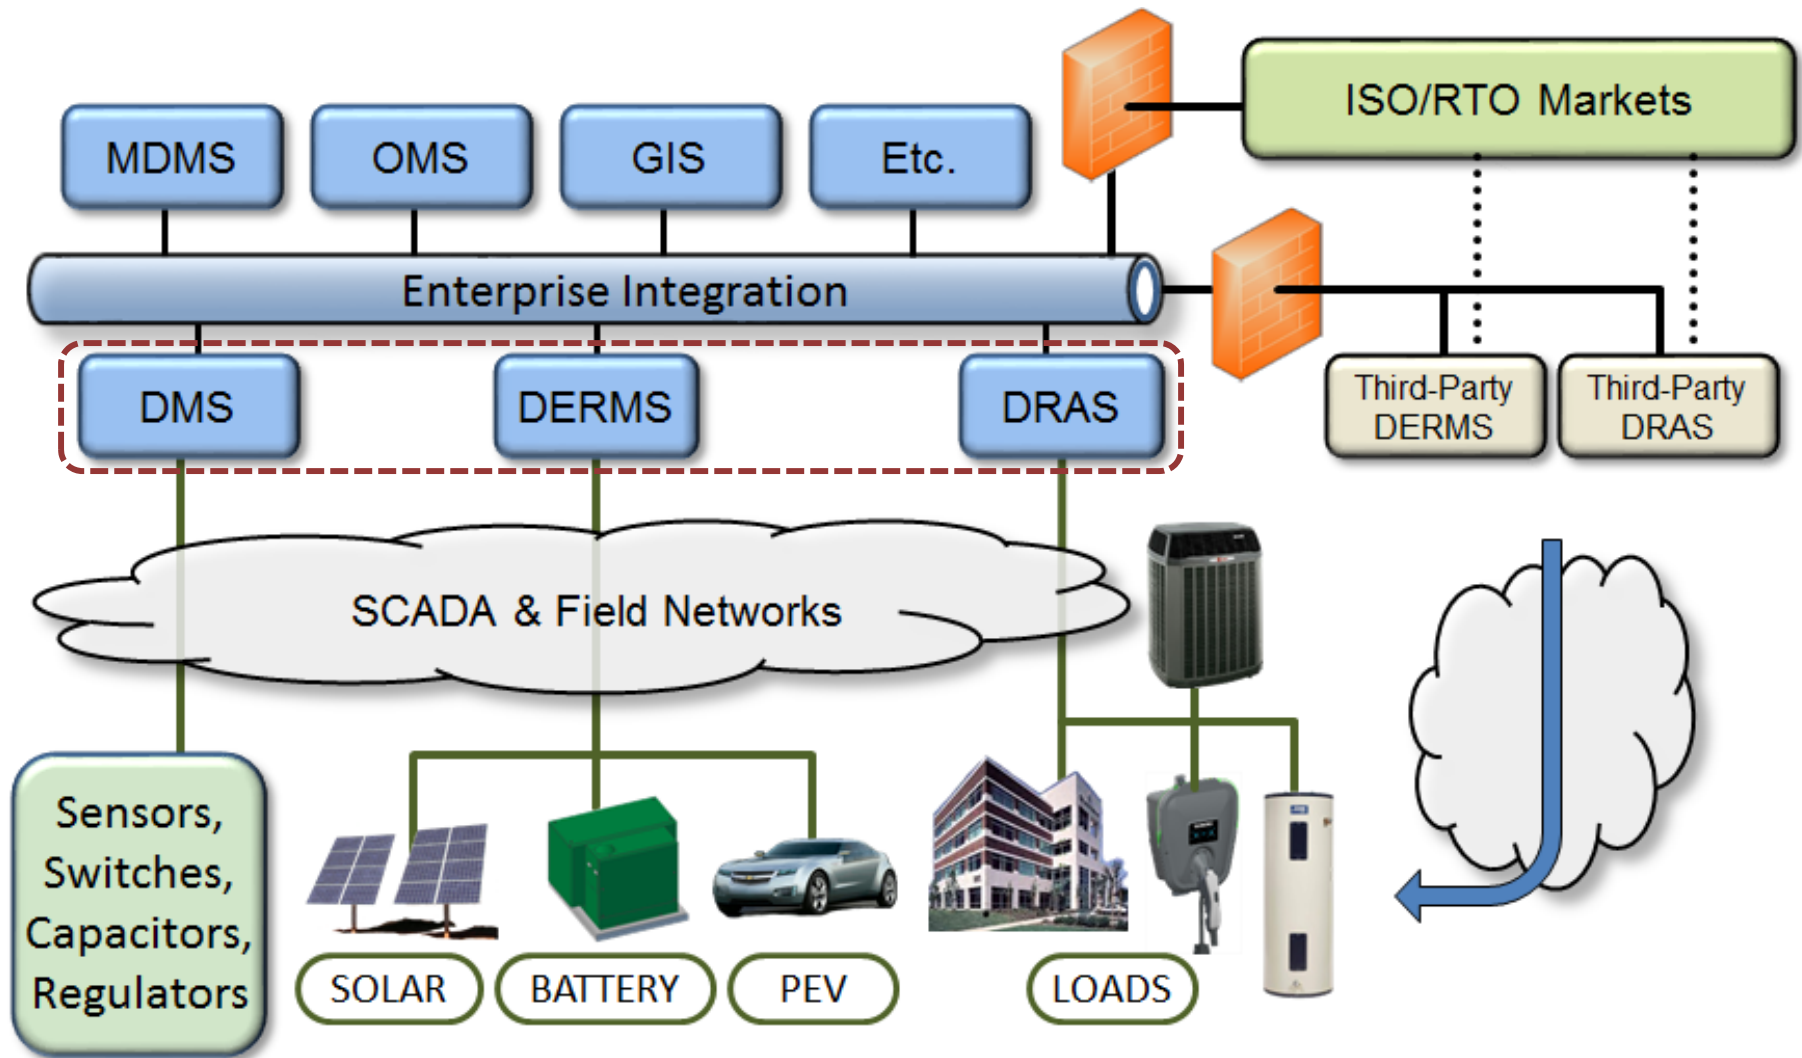 ISO/RTO Markets
MDMS
OMS
GIS
Etc.
Enterprise Integration
DMS
DERMS
DRAS
Third-Party
DERMS
Third-Party
DRAS
SCADA & Field Networks
Sensors,
Switches,
Capacitors,
Regulators
SOLAR
BATTERY
PEV
LOADS